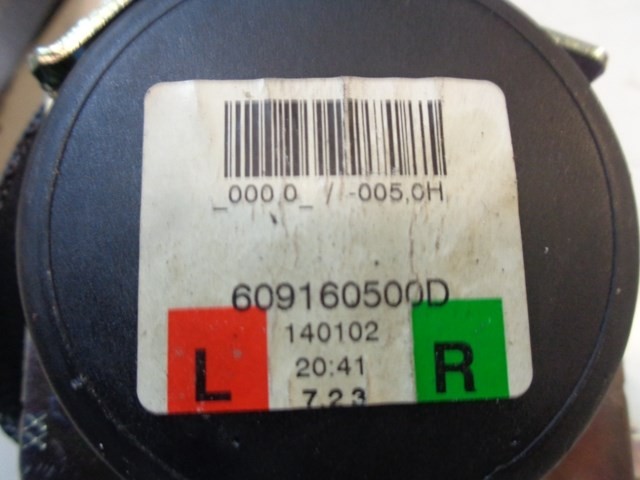 _000,0_ / -005,0H
609160500D
140102
20:41
7.2.3
L
R